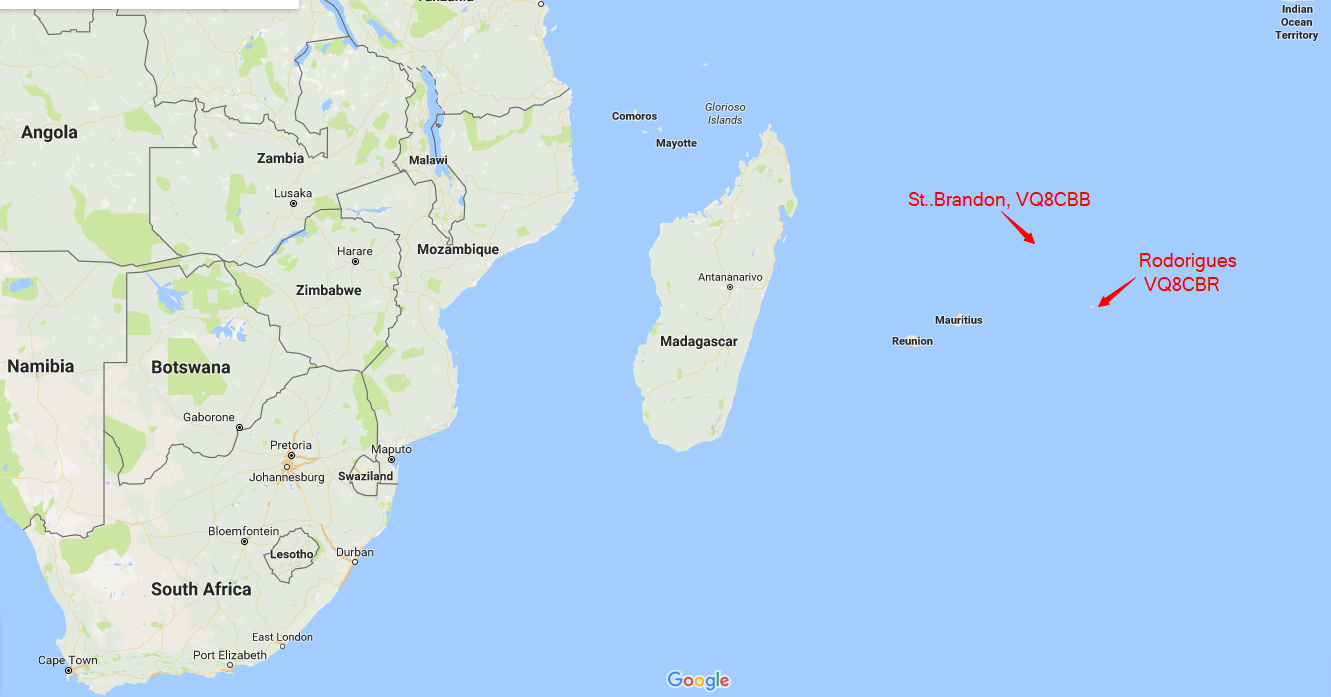 Tanzania
Indian
Ocean
Territory
Comoros
Glorioso
Islands
Angola
Mayotte
Zambia
Malawi
Lusaka
St..Brandon, VQ8CBB
Harare
Mozambique
Rodorigues
VQ8CBR
Antananarivo
Zimbabwe
Mauritius
Madagascar
Reunion
Namibia
Botswana
Gaborone
Pretoria
Maputo
Johannesburg
Swaziland
Bloemfontein
Lesotho
Durban
South Africa
East London
Port Elizabeth
Cape Town
Google